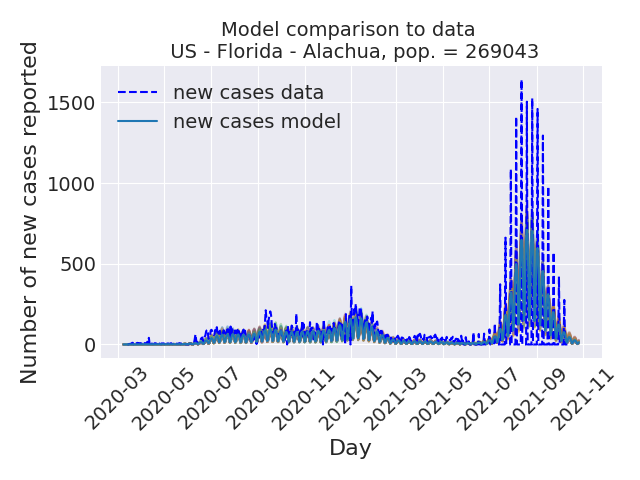 Model comparison to data
US - Florida - Alachua, pop. = 269043
Number of new cases reported
1500
1000
500
0
new cases data
new cases model
2020-03
2020-05
2020-07
2020-09
2020-11
2021-01
2021-03
2021-05
2021-07
2021-09
2021-11
Day